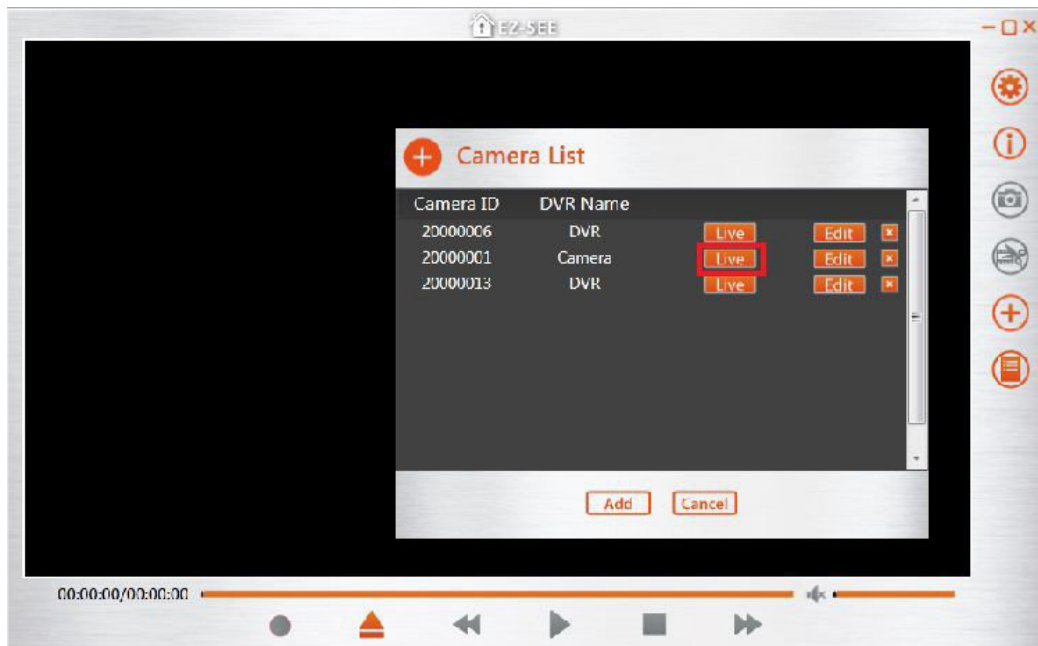 EZ-SEE
Camera List
Camera ID DVR Name
20000006 DVR Live Edit
20000001 Camera Live Edit
20000013 DVR Live Edit
Add Cancel
00:00:00/00:00:00